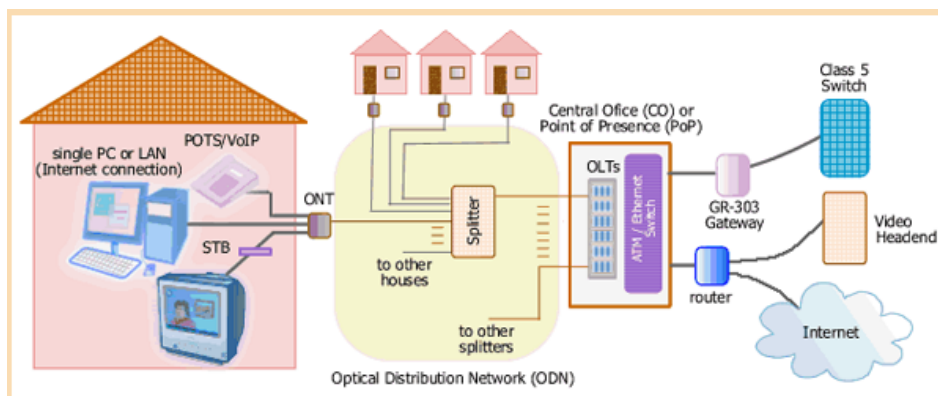 POTS/VoIP
single PC or LAN
(Internet connection)
ONT
STB
Splitter
to other
houses
to other
splitters
Optical Distribution Network (ODN)
Central Ofice (CO) or
Point of Presence (PoP)
OLTs
ATM / Ethernet
Switch
GR-303
Gateway
Class 5
Switch
Video
Headend
router
Internet